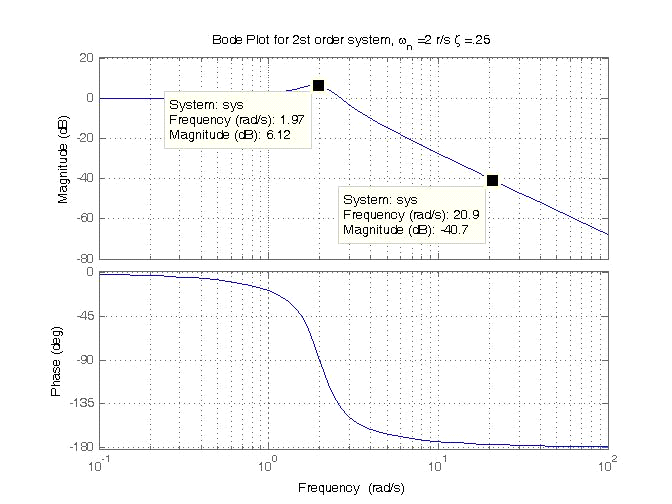 Bode Plot for 2st order system, ωn =2 r/s ζ =.25
20
0
-20
-40
-60
-80
Magnitude (dB)
System: sys
Frequency (rad/s): 1.97
Magnitude (dB): 6.12
System: sys
Frequency (rad/s): 20.9
Magnitude (dB): -40.7
0
-45
-90
-135
-180
Phase (deg)
10^-1
10^0
10^1
10^2
Frequency (rad/s)